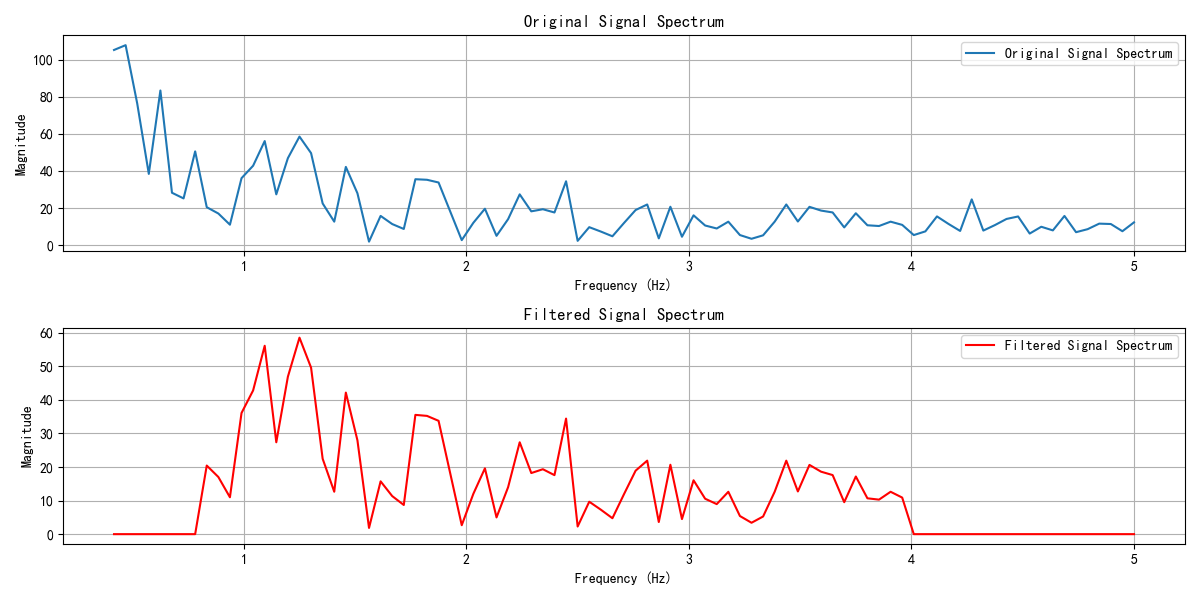 Original Signal Spectrum
Original Signal Spectrum
Magnitude
100
80
60
40
20
0
1
2
3
4
5
Frequency (Hz)
Filtered Signal Spectrum
Filtered Signal Spectrum
Magnitude
60
50
40
30
20
10
0
1
2
3
4
5
Frequency (Hz)